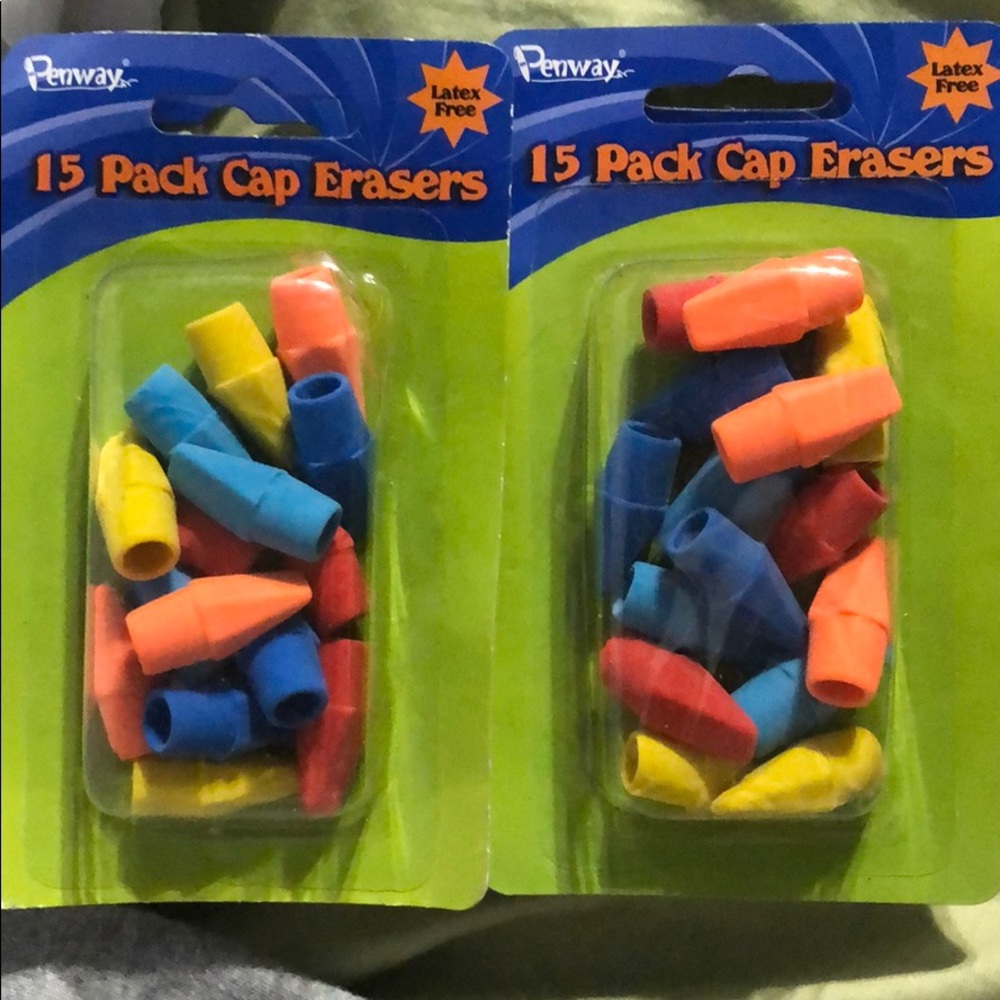 Penway
Latex
Free
15 Pack Cap Erasers
Penway
Latex
Free
15 Pack Cap Erasers